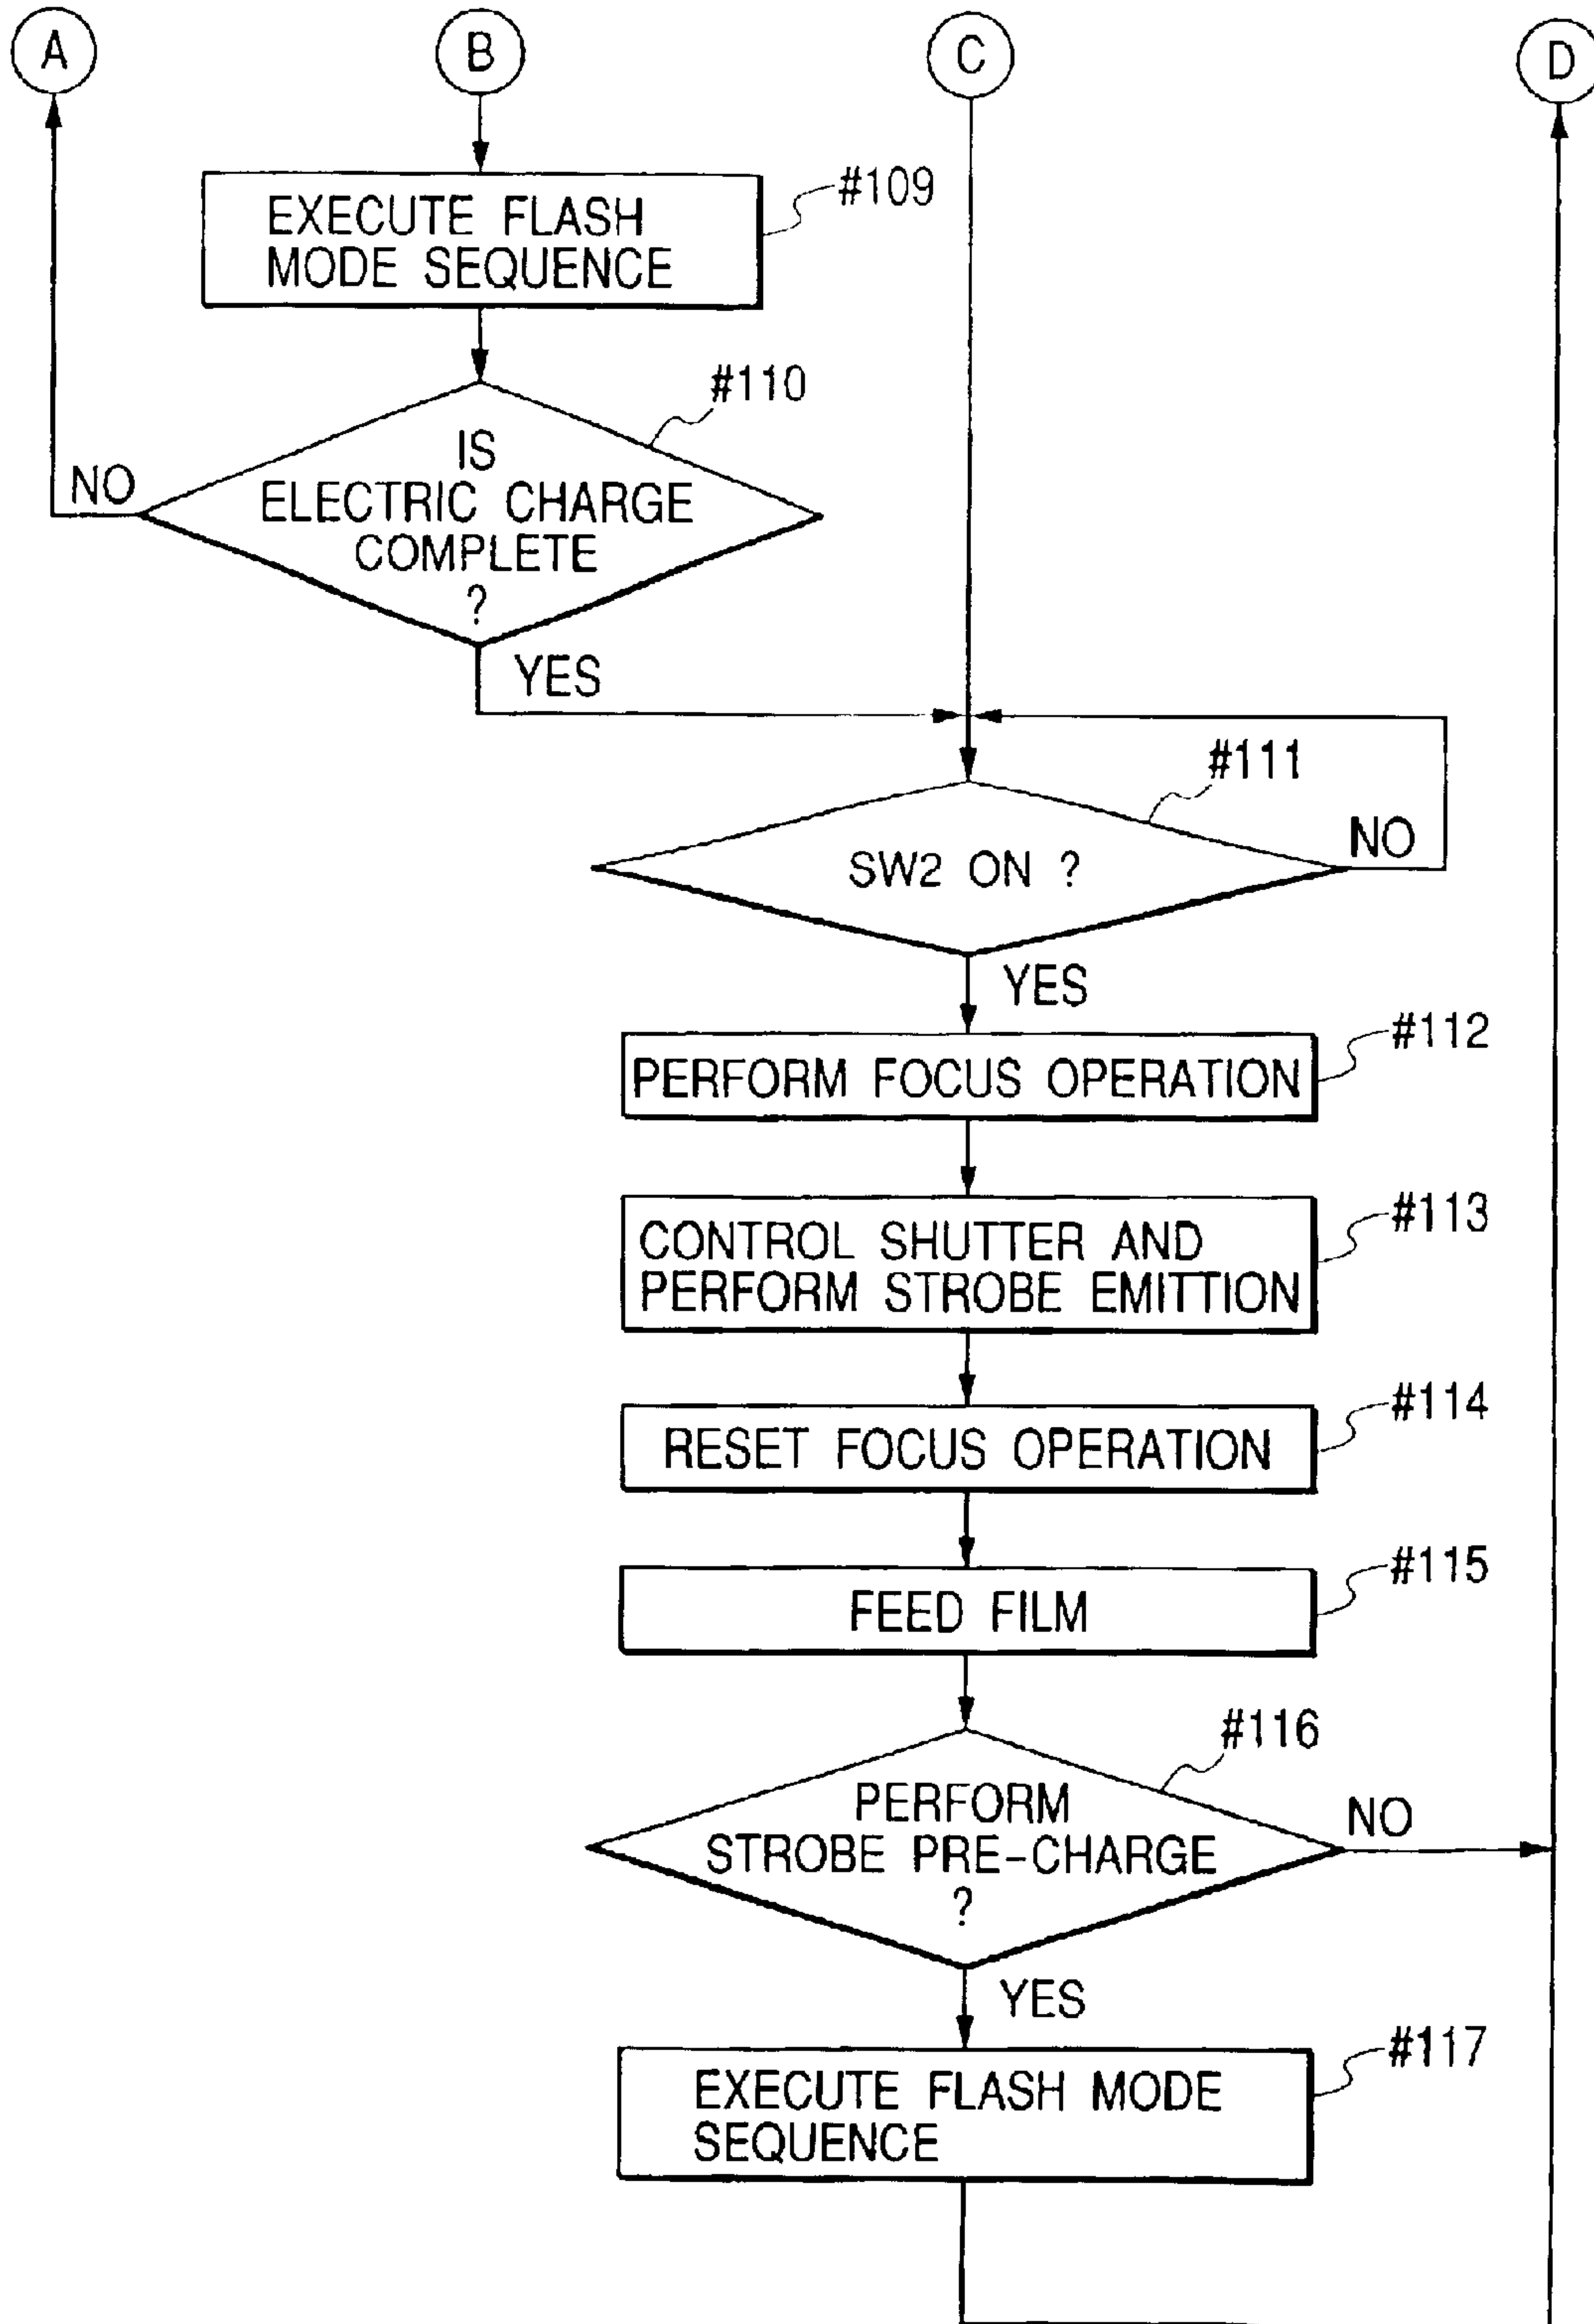 A
B
C
D
#109
EXECUTE FLASH
MODE SEQUENCE
#110
IS
ELECTRIC CHARGE
COMPLETE
?
NO
YES
#111
SW2 ON ?
NO
YES
#112
PERFORM FOCUS OPERATION
#113
CONTROL SHUTTER AND
PERFORM STROBE EMITTION
#114
RESET FOCUS OPERATION
#115
FEED FILM
#116
PERFORM
STROBE PRE-CHARGE
?
NO
YES
#117
EXECUTE FLASH MODE
SEQUENCE